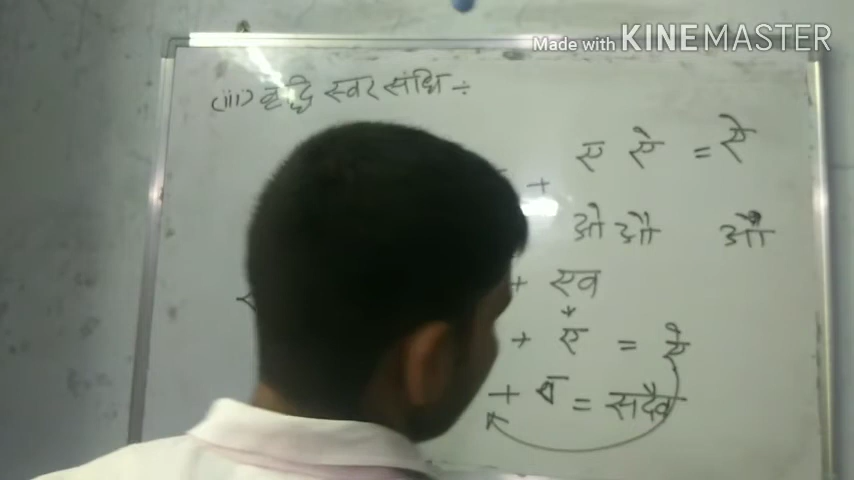 Made with KINEMASTER
(iii) वृद्धि स्वर संधि ÷
+ ए ऐ = ऐ
ओ औ औ
+ एव
+ ए = ऐ
+ व = सदैव